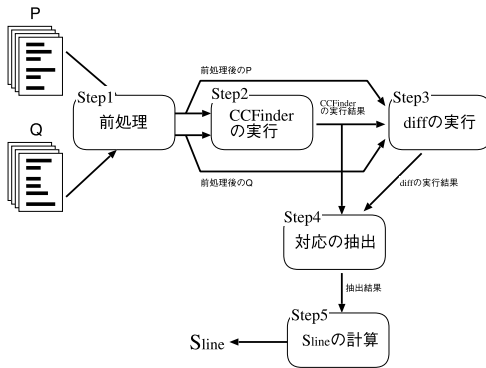 P
前処理後のP
Step1
前処理
Step2
CCFinder
の実行
CCFinder
の実行結果
Step3
diffの実行
Q
前処理後のQ
diffの実行結果
Step4
対応の抽出
抽出結果
Step5
Slineの計算
Sline